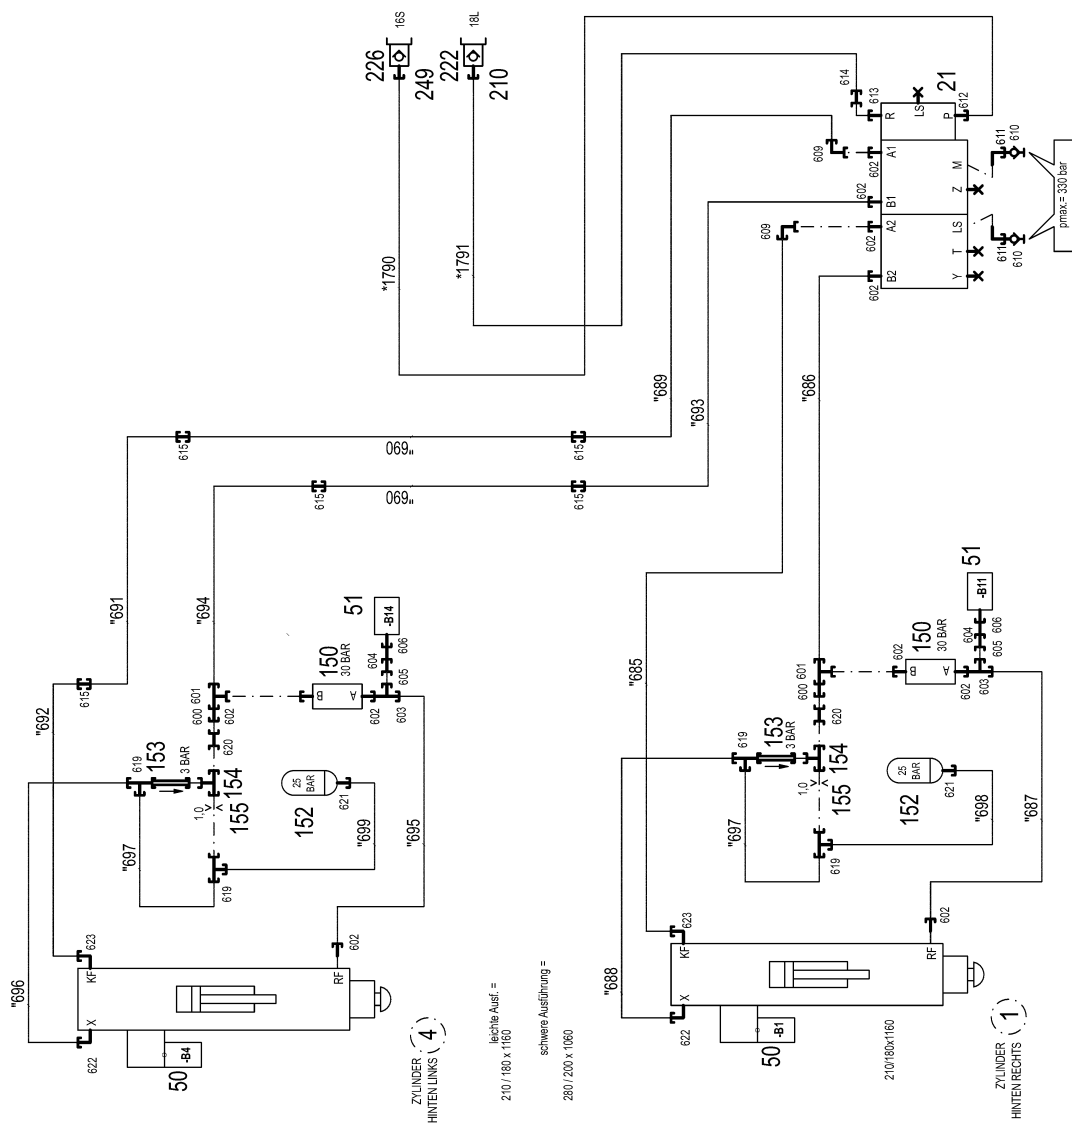 16S
226
249
18L
222
210
*1790
*1791
614
613
R
LS
21
P
612
609
602
A1
M
611
610
602
B1
Z
609
602
A2
LS
T
611
610
602
B2
Y
pmax.= 330 bar
"689
"693
"686
615
"690
615
615
"690
615
"691
"694
615
"692
51
-B14
606
604
605
150
30 BAR
B
A
602
603
601
600
602
620
619
153
3 BAR
154
1,0
155
25
BAR
152
621
"697
"699
"695
619
"696
623
KF
X
622
RF
602
50
-B4
ZYLINDER
HINTEN LINKS
4
leichte Ausf. =
210 / 180 x 1160
schwere Ausführung =
280 / 200 x 1060
"685
51
-B11
606
604
605
602
150
30 BAR
B
A
602
603
601
600
620
619
153
3 BAR
154
1,0
155
25
BAR
152
621
"697
"698
"687
619
"688
623
KF
X
622
RF
602
50
-B1
210/180x1160
ZYLINDER
HINTEN RECHTS
1